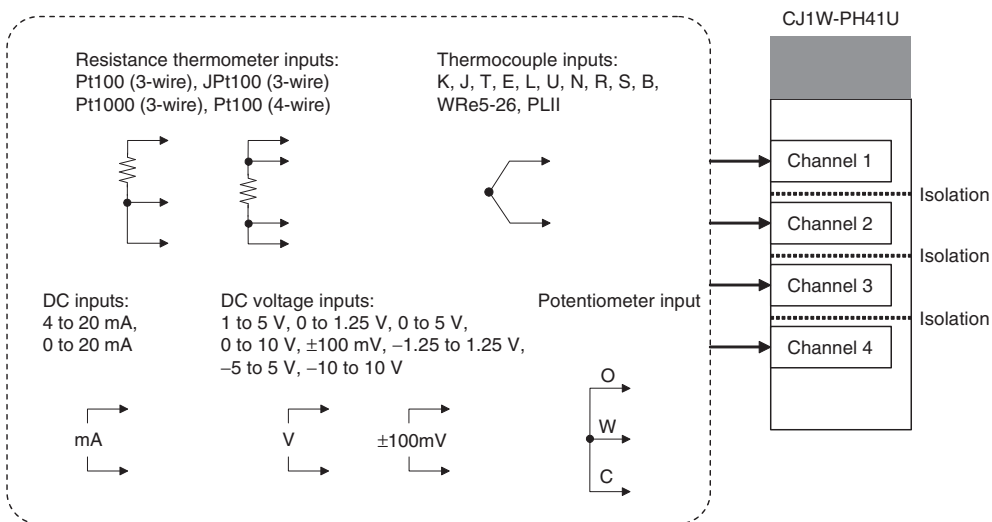 CJ1W-PH41U
Resistance thermometer inputs:
Pt100 (3-wire), JPt100 (3-wire)
Pt1000 (3-wire), Pt100 (4-wire)
Thermocouple inputs:
K, J, T, E, L, U, N, R, S, B,
WRe5-26, PLII
Channel 1
Isolation
Channel 2
Isolation
Channel 3
Isolation
Channel 4
DC inputs:
4 to 20 mA,
0 to 20 mA
DC voltage inputs:
1 to 5 V, 0 to 1.25 V, 0 to 5 V,
0 to 10 V, ±100 mV, −1.25 to 1.25 V,
−5 to 5 V, −10 to 10 V
Potentiometer input
mA
V
±100mV
O
W
C